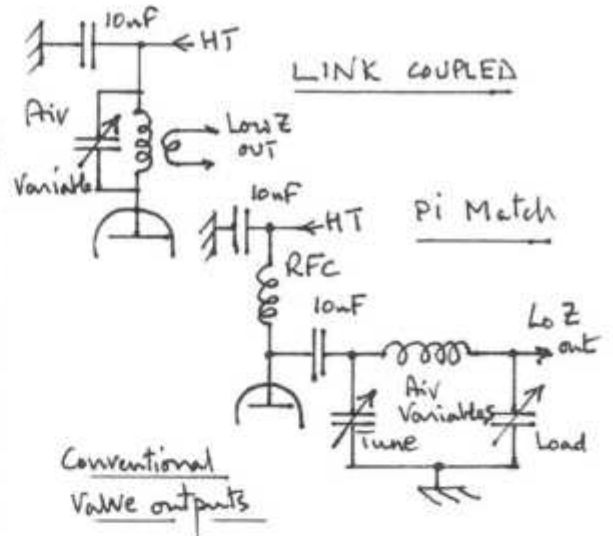 10nF
HT
LINK COUPLED
Air
Variable
Low Z
out
10nF
HT
Pi Match
RFC
10nF
Lo Z
out
Air
Variables
Tune
Load
Conventional
Valve outputs